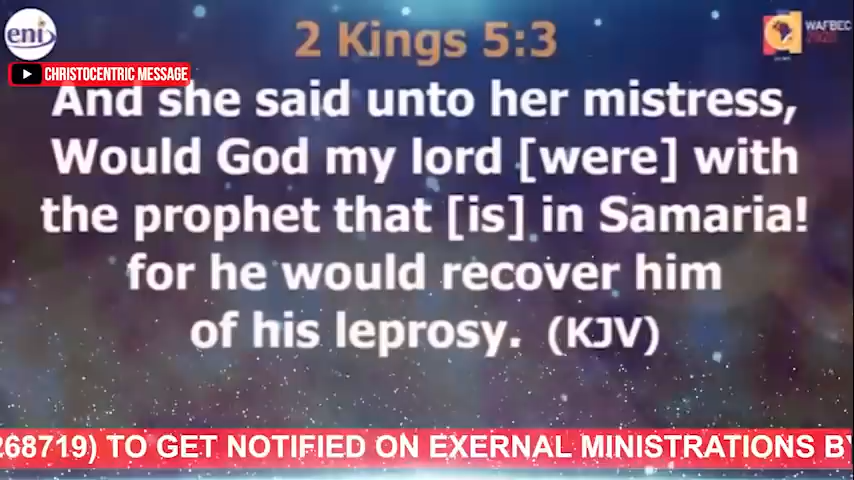 eni
WAFBEC
CHRISTOCENTRIC MESSAGE
2 Kings 5:3
And she said unto her mistress,
Would God my lord [were] with
the prophet that [is] in Samaria!
for he would recover him
of his leprosy. (KJV)
268719) TO GET NOTIFIED ON EXERNAL MINISTRATIONS BY